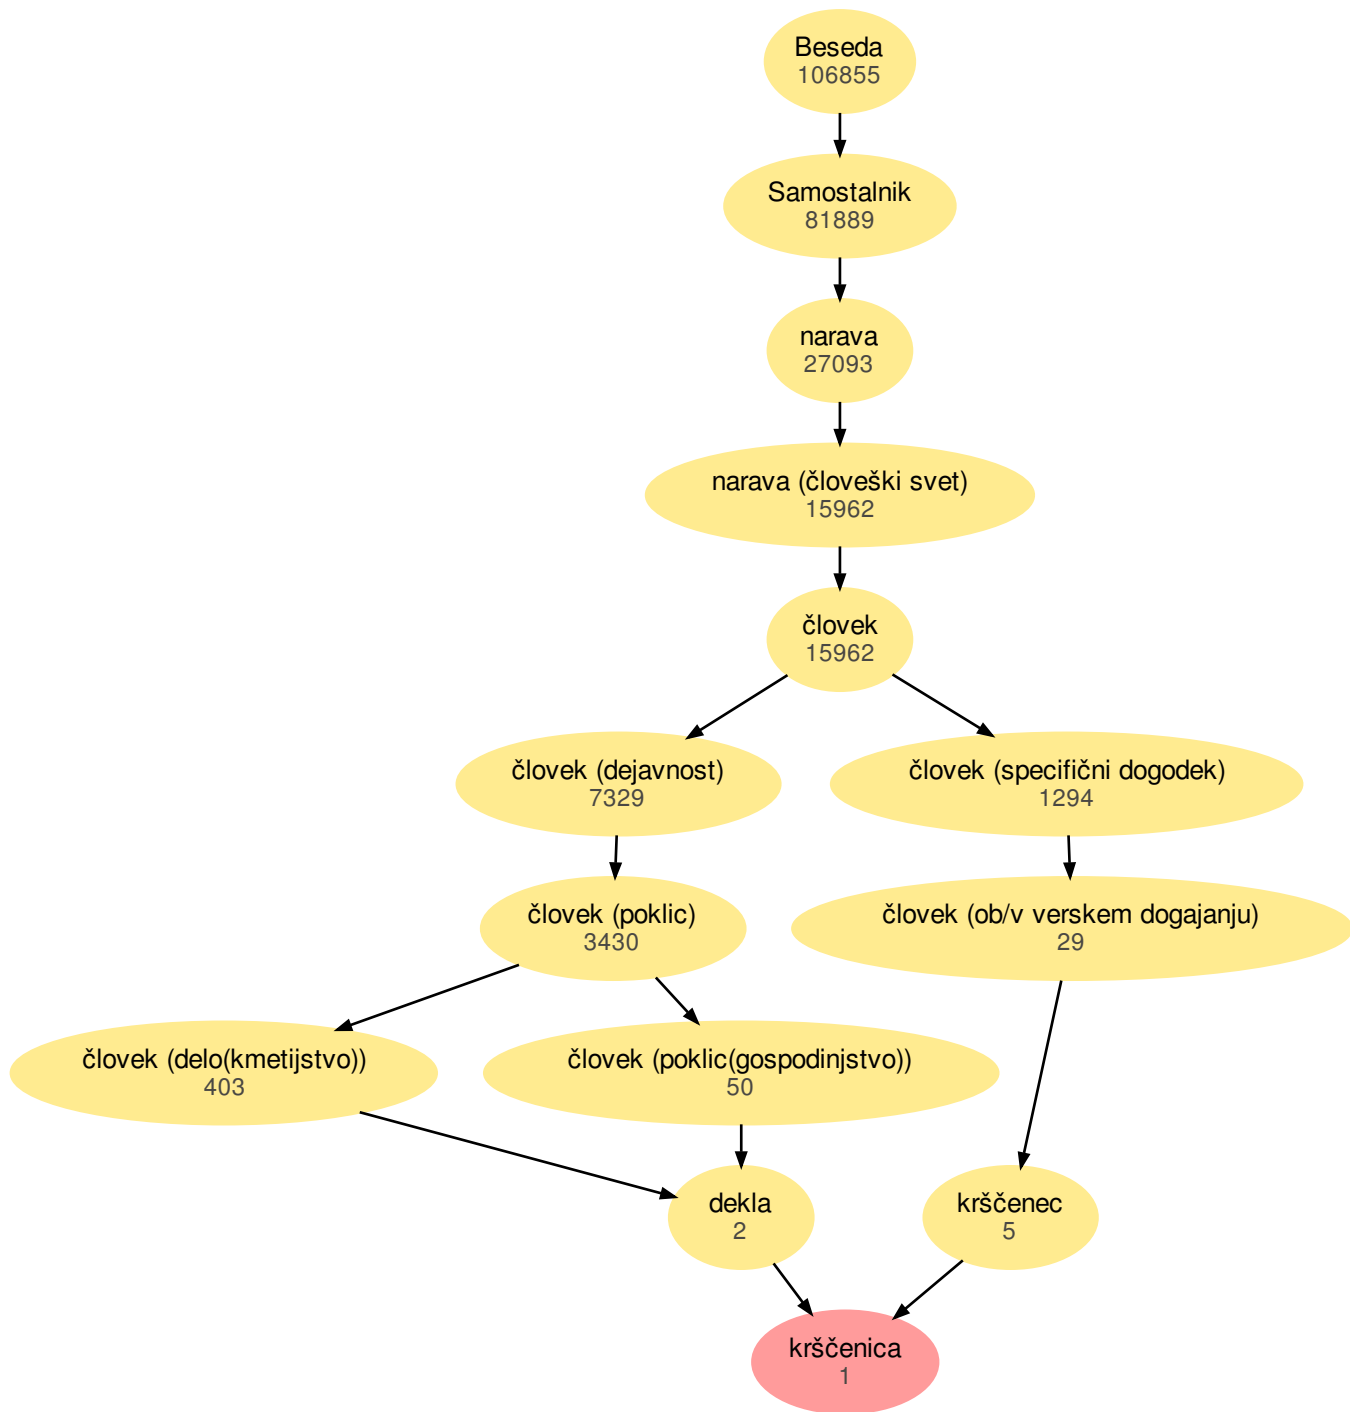 Beseda
106855
Samostalnik
81889
narava
27093
narava (človeški svet)
15962
človek
15962
človek (dejavnost)
7329
človek (specifični dogodek)
1294
človek (poklic)
3430
človek (ob/v verskem dogajanju)
29
človek (delo(kmetijstvo))
403
človek (poklic(gospodinjstvo))
50
dekla
2
krščenec
5
krščenica
1